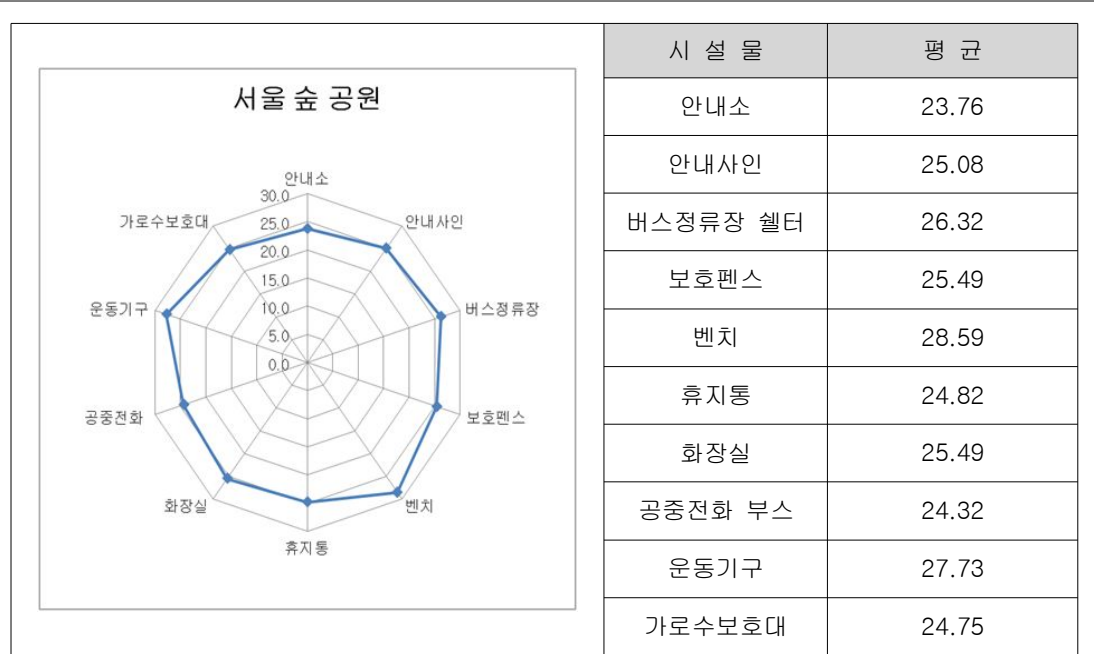 서울 숲 공원
안내소
30.0
가로수보호대
25.0
안내사인
20.0
15.0
운동기구
10.0
버스정류장
5.0
0.0
공중전화
보호펜스
화장실
벤치
휴지통
시 설 물 평 균
안내소 23.76
안내사인 25.08
버스정류장 쉘터 26.32
보호펜스 25.49
벤치 28.59
휴지통 24.82
화장실 25.49
공중전화 부스 24.32
운동기구 27.73
가로수보호대 24.75